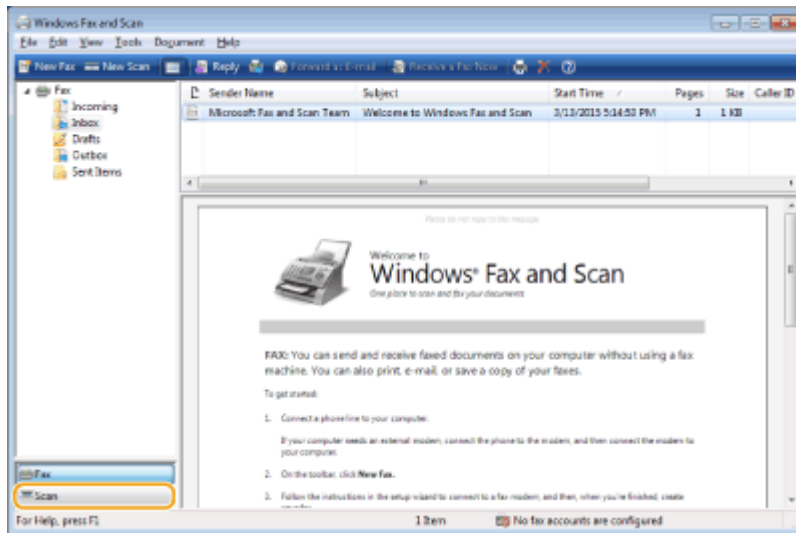 Windows Fax and Scan
File Edit View Tools Document Help
New Fax New Scan Reply Forward as E-mail Receive a Fax Now
Fax
Incoming
Inbox
Drafts
Outbox
Sent Items
Sender Name Subject Start Time Pages Size Caller ID
Microsoft Fax and Scan Team Welcome to Windows Fax and Scan 3/13/2015 5:14:53 PM 1 1 KB
Please do not reply to this message
Welcome to
Windows® Fax and Scan
One place to scan and fax your documents
FAX: You can send and receive faxed documents on your computer without using a fax
machine. You can also print, e-mail, or save a copy of your faxes.
To get started:
1. Connect a phone line to your computer.
If your computer needs an external modem, connect the phone to the modem, and then connect the modem to
your computer.
2. On the toolbar, click New Fax.
3. Follow the instructions in the setup wizard to connect to a fax modem, and then, when you're finished, create
Fax
Scan
For Help, press F1 1 Item No fax accounts are configured